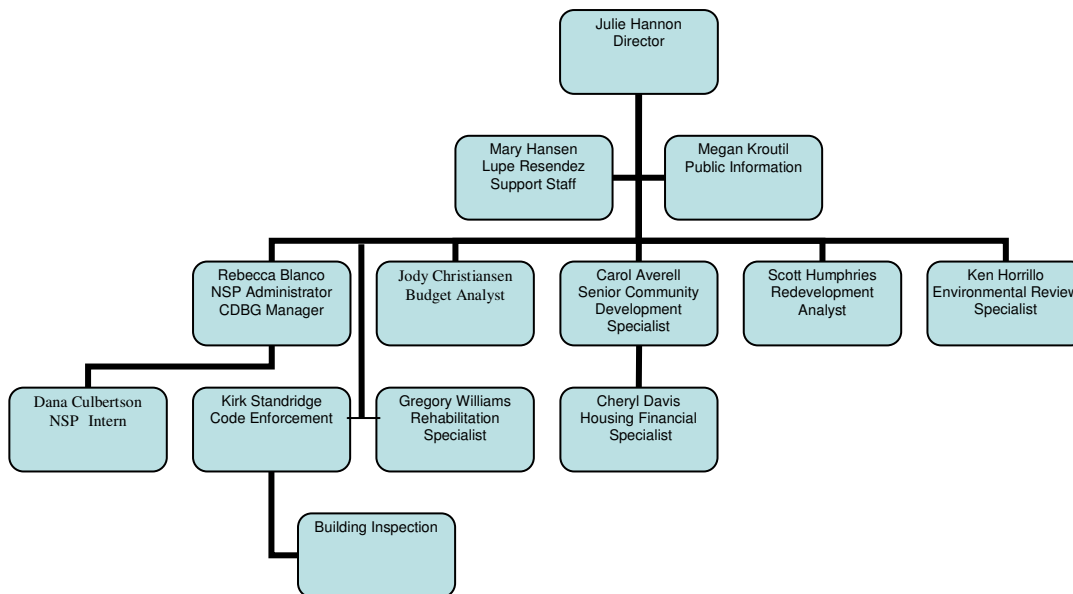 Julie Hannon
Director
Mary Hansen
Lupe Resendez
Support Staff
Megan Kroutil
Public Information
Rebecca Blanco
NSP Administrator
CDBG Manager
Jody Christiansen
Budget Analyst
Carol Averell
Senior Community
Development
Specialist
Scott Humphries
Redevelopment
Analyst
Ken Horrillo
Environmental Review
Specialist
Dana Culbertson
NSP Intern
Kirk Standridge
Code Enforcement
Gregory Williams
Rehabilitation
Specialist
Cheryl Davis
Housing Financial
Specialist
Building Inspection